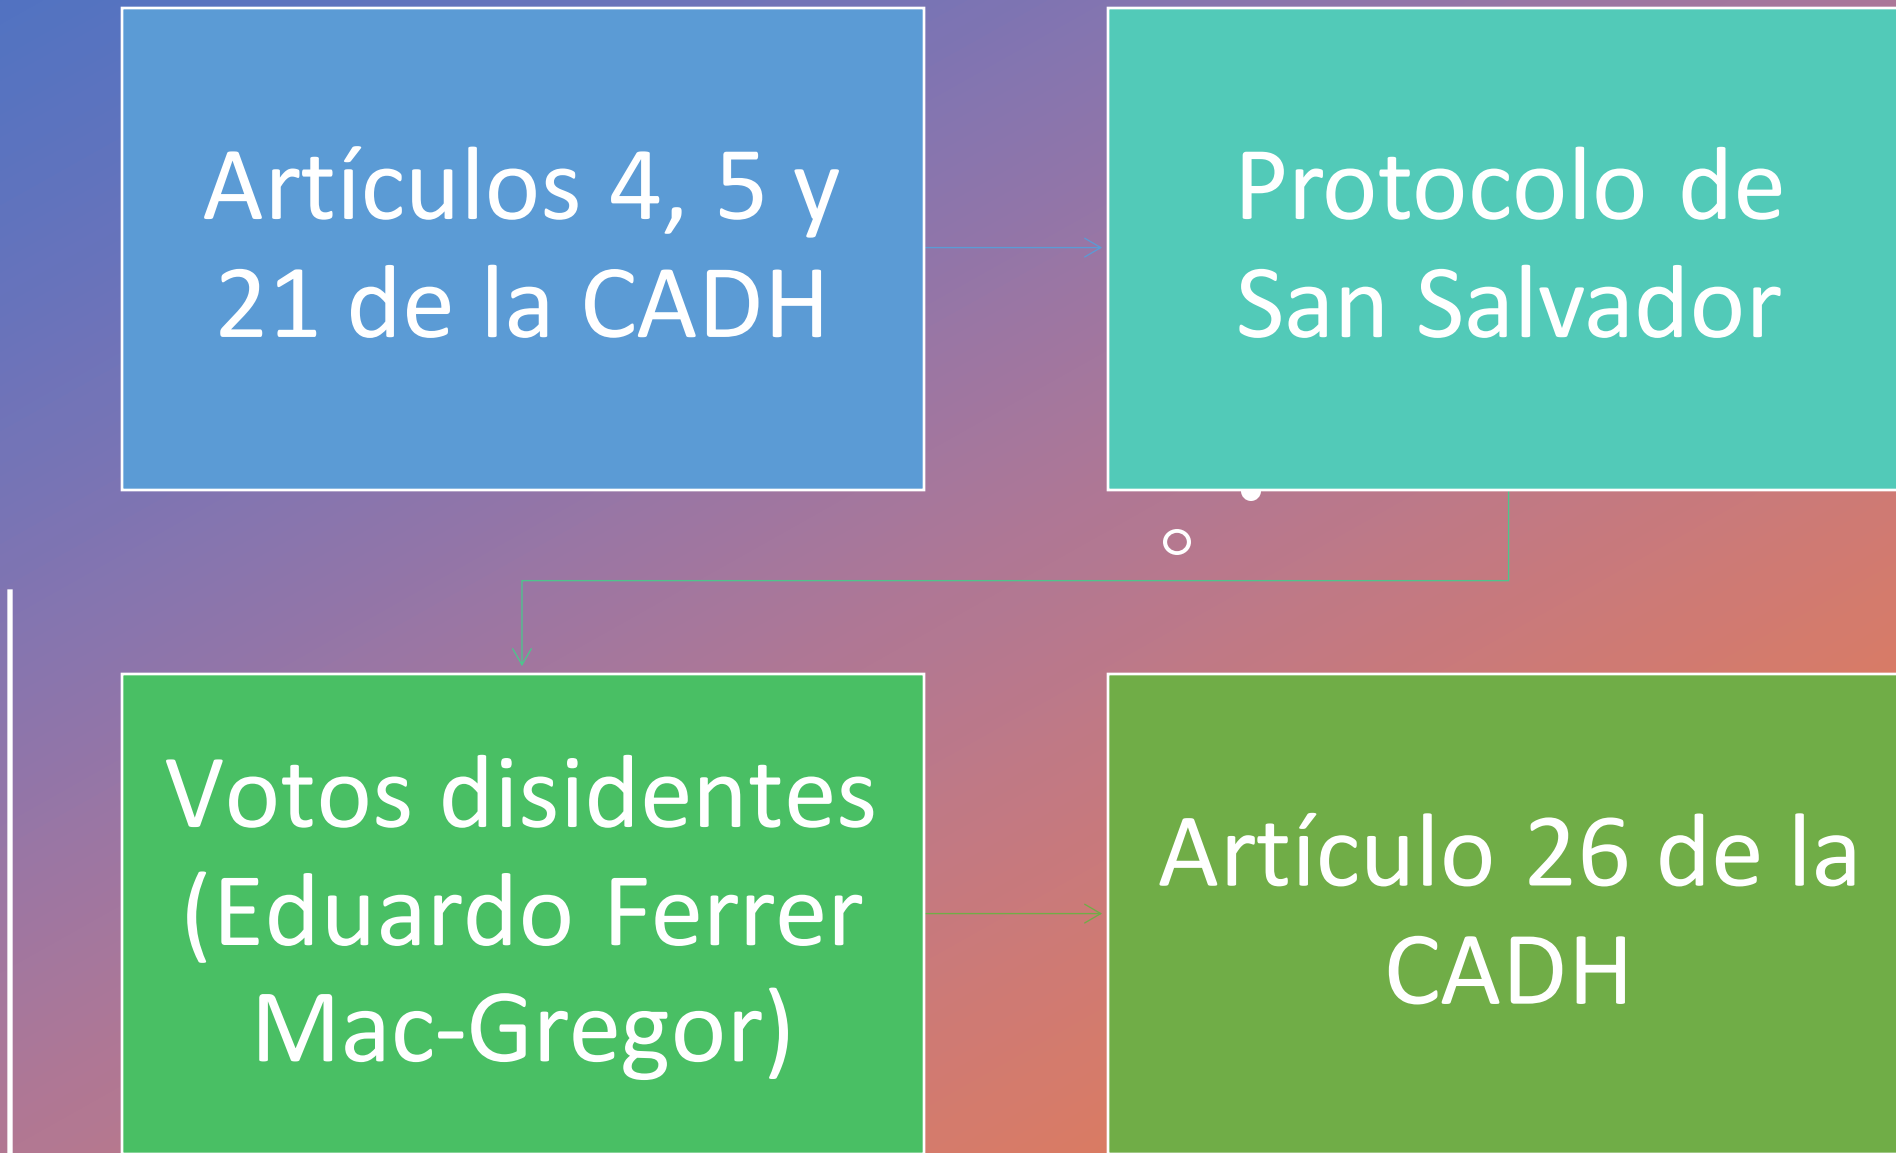 Artículos 4, 5 y
21 de la CADH
Protocolo de
San Salvador
Votos disidentes
(Eduardo Ferrer
Mac-Gregor)
Artículo 26 de la
CADH